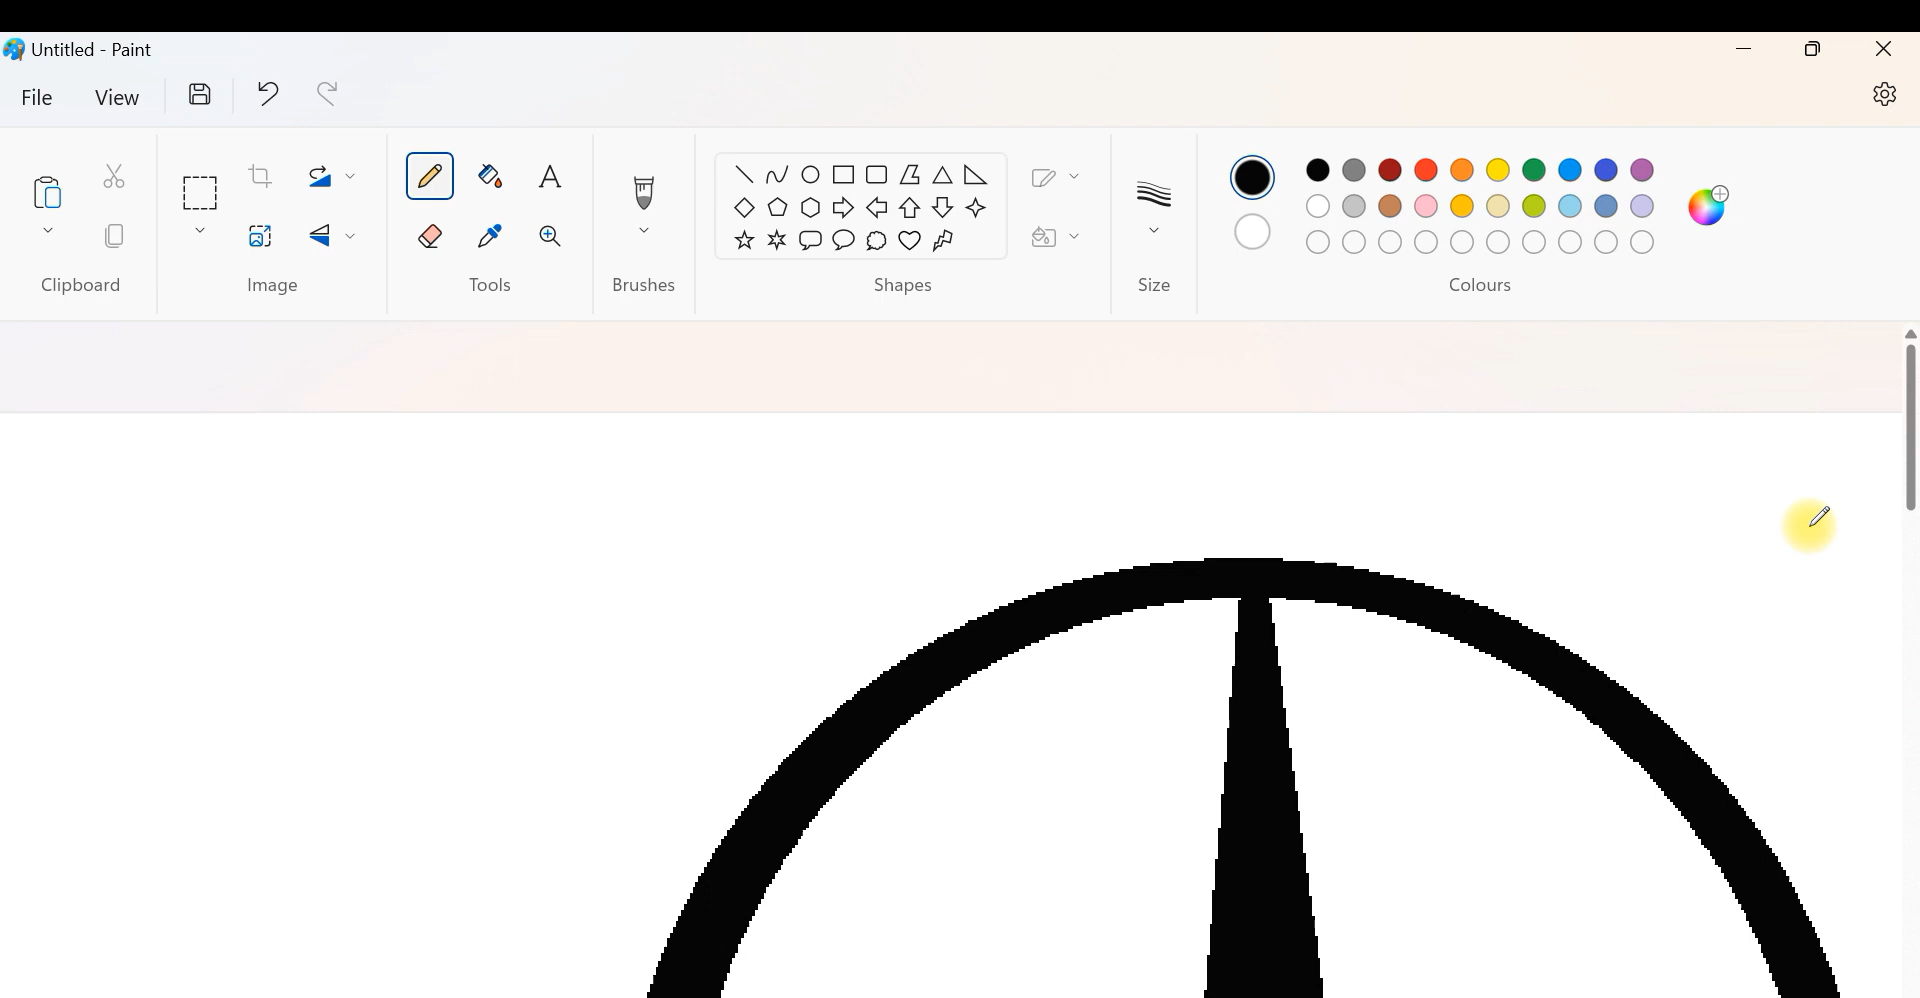 Untitled - Paint
File View
Clipboard Image Tools Brushes Shapes Size Colours